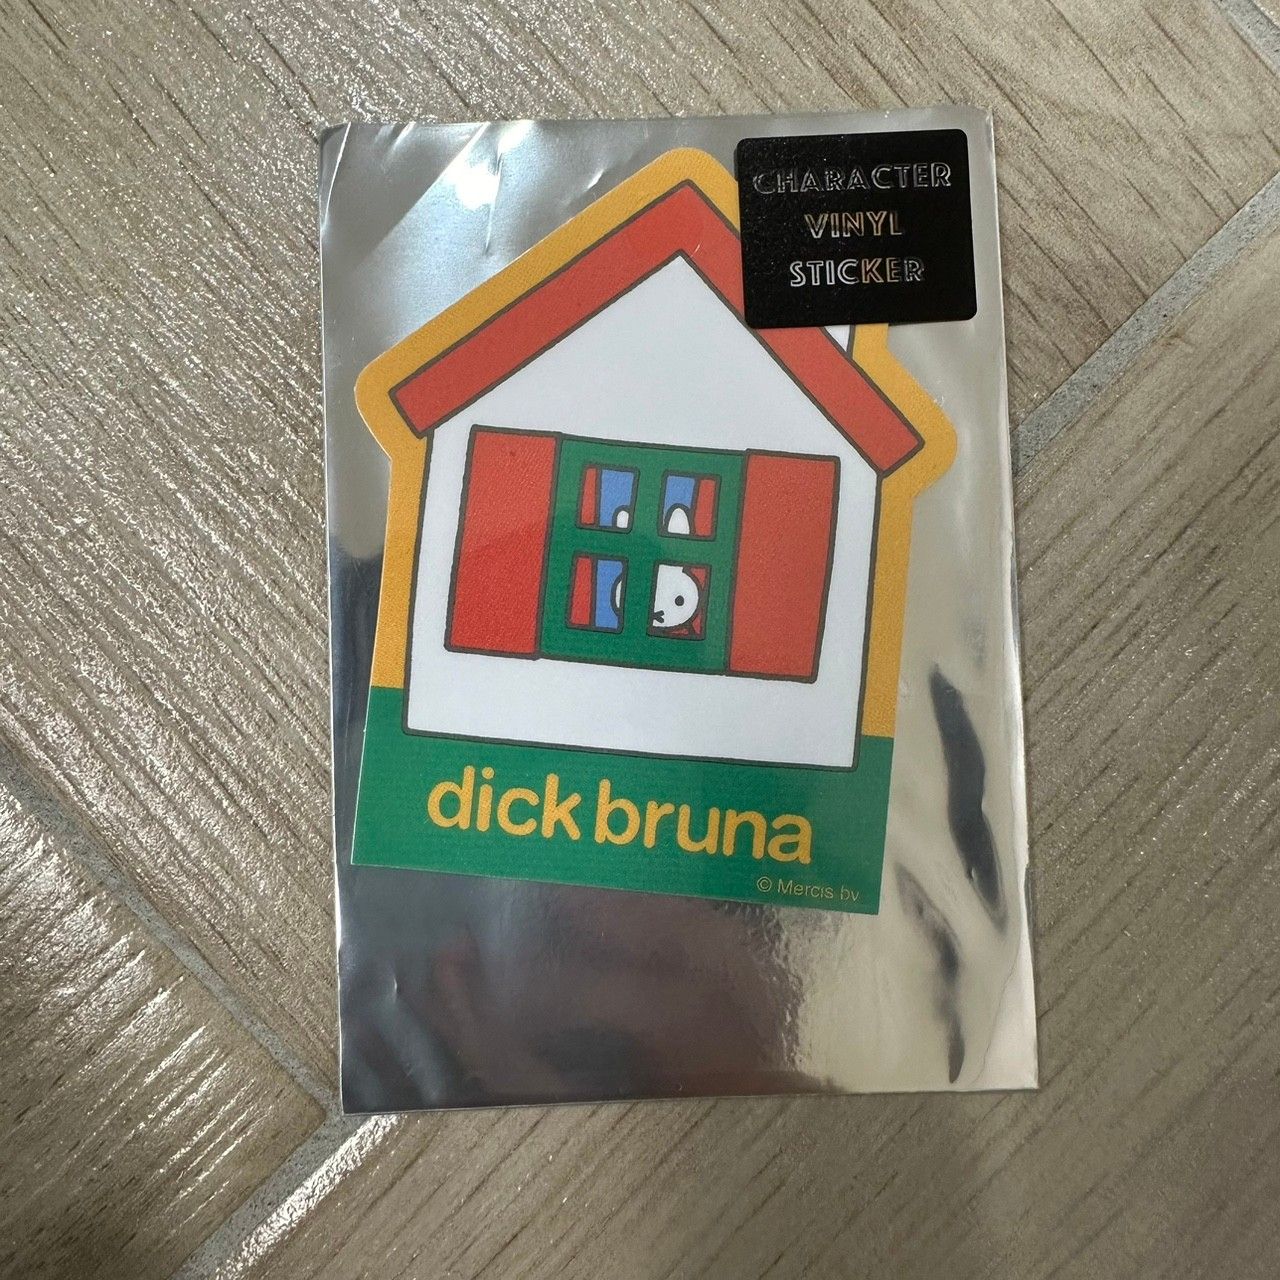 CHARACTER
VINYL
STICKER
dick bruna
© Mercis bv